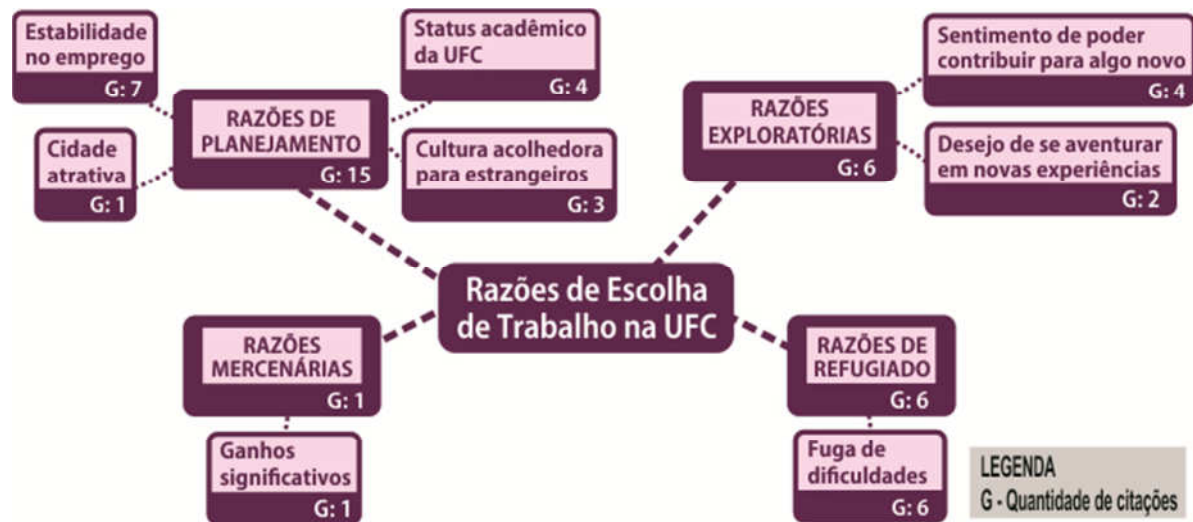 Estabilidade
no emprego
G: 7
Status acadêmico
da UFC
G: 4
RAZÕES DE
PLANEJAMENTO
G: 15
Cidade
atrativa
G: 1
Cultura acolhedora
para estrangeiros
G: 3
Sentimento de poder
contribuir para algo novo
G: 4
RAZÕES
EXPLORATÓRIAS
G: 6
Desejo de se aventurar
em novas experiências
G: 2
Razões de Escolha
de Trabalho na UFC
RAZÕES
MERCENÁRIAS
G: 1
Ganhos
significativos
G: 1
RAZÕES DE
REFUGIADO
G: 6
Fuga de
dificuldades
G: 6
LEGENDA
G - Quantidade de citações